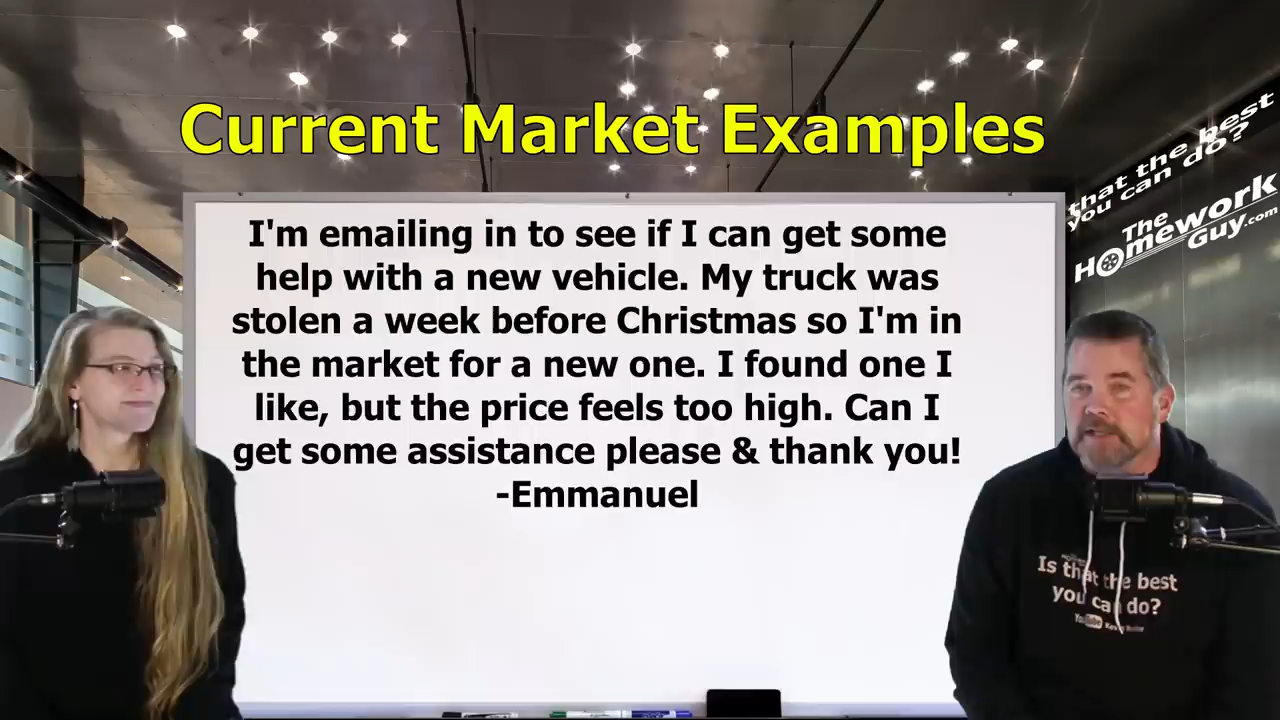 Current Market Examples
that the best
you can do?
The
Homework
Guy.com
I'm emailing in to see if I can get some
help with a new vehicle. My truck was
stolen a week before Christmas so I'm in
the market for a new one. I found one I
like, but the price feels too high. Can I
get some assistance please & thank you!
-Emmanuel
Is that the best
you can do?
YouTube